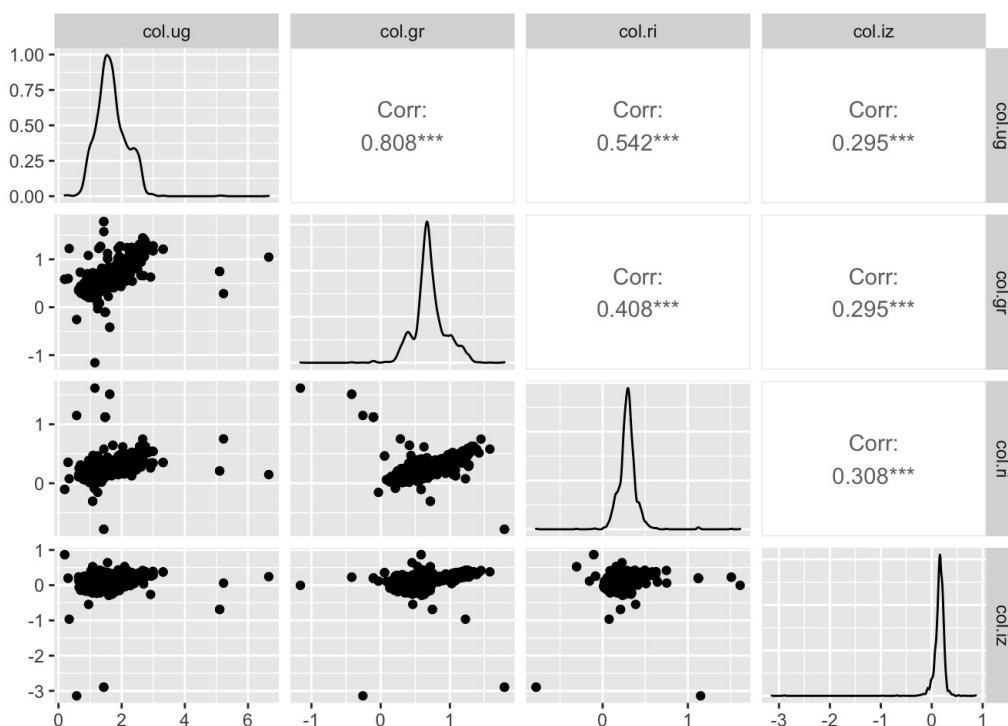 col.ug
col.gr
col.ri
col.iz
1.00
0.75
0.50
0.25
0.00
Corr:
0.808***
Corr:
0.542***
Corr:
0.295***
col.ug
1
0
-1
Corr:
0.408***
Corr:
0.295***
col.gr
1
0
Corr:
0.308***
col.ri
1
0
-1
-2
-3
col.iz
0 2 4 6
-1 0 1
0 1
-3 -2 -1 0 1